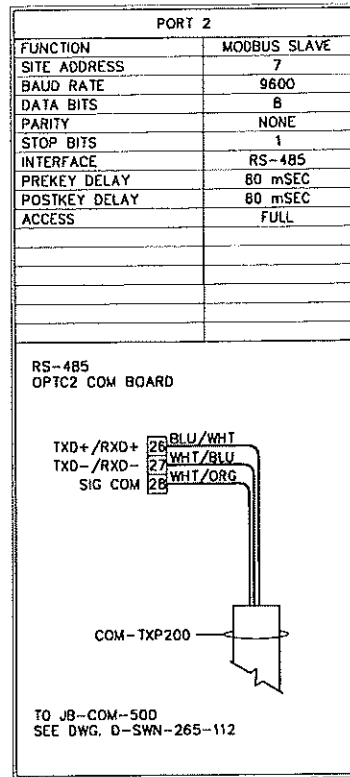 PORT 2
FUNCTION MODBUS SLAVE
SITE ADDRESS 7
BAUD RATE 9600
DATA BITS 8
PARITY NONE
STOP BITS 1
INTERFACE RS-485
PREKEY DELAY 80 mSEC
POSTKEY DELAY 80 mSEC
ACCESS FULL
RS-485
OPTC2 COM BOARD
TXD+/RXD+ 26 BLU/WHT
TXD-/RXD- 27 WHT/BLU
SIG COM 28 WHT/ORG
COM-TXP200
TO JB-COM-500
SEE DWG. D-SWN-265-112